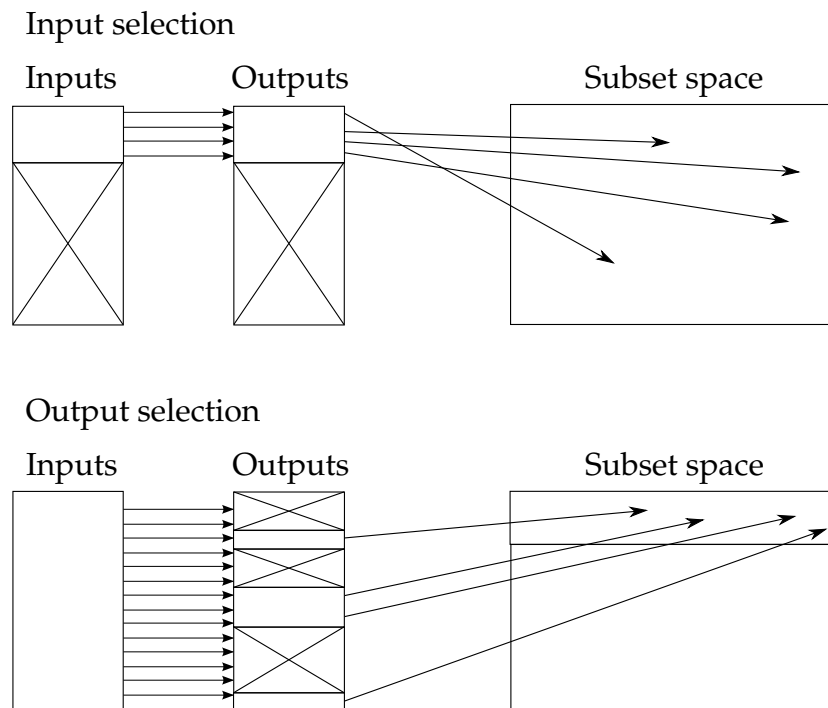 Input selection
Inputs Outputs Subset space
Output selection
Inputs Outputs Subset space